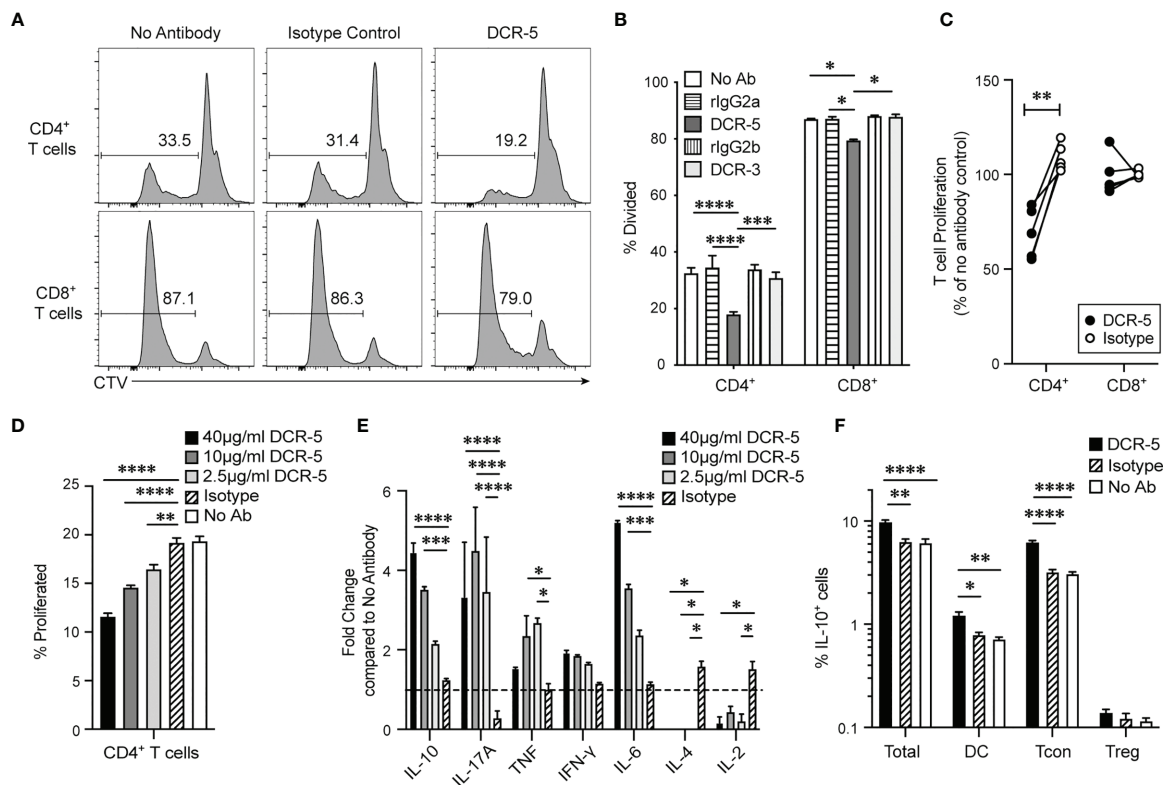 A
No Antibody
Isotype Control
DCR-5
CD4+
T cells
33.5
31.4
19.2
CD8+
T cells
87.1
86.3
79.0
CTV
B
% Divided
100
80
60
40
20
0
No Ab
rIgG2a
DCR-5
rIgG2b
DCR-3
****
****
***
*
*
*
CD4+
CD8+
C
T cell Proliferation
(% of no antibody control)
150
100
50
0
**
DCR-5
Isotype
CD4+
CD8+
D
40µg/ml DCR-5
10µg/ml DCR-5
2.5µg/ml DCR-5
Isotype
No Ab
% Proliferated
25
20
15
10
5
0
****
****
**
CD4+ T cells
E
40µg/ml DCR-5
10µg/ml DCR-5
2.5µg/ml DCR-5
Isotype
Fold Change
compared to No Antibody
6
4
2
0
****
***
****
****
****
*
*
****
***
*
*
*
*
*
IL-10
IL-17A
TNF
IFN-γ
IL-6
IL-4
IL-2
F
DCR-5
Isotype
No Ab
% IL-10+ cells
10
1
0.1
****
**
**
*
****
****
Total
DC
Tcon
Treg